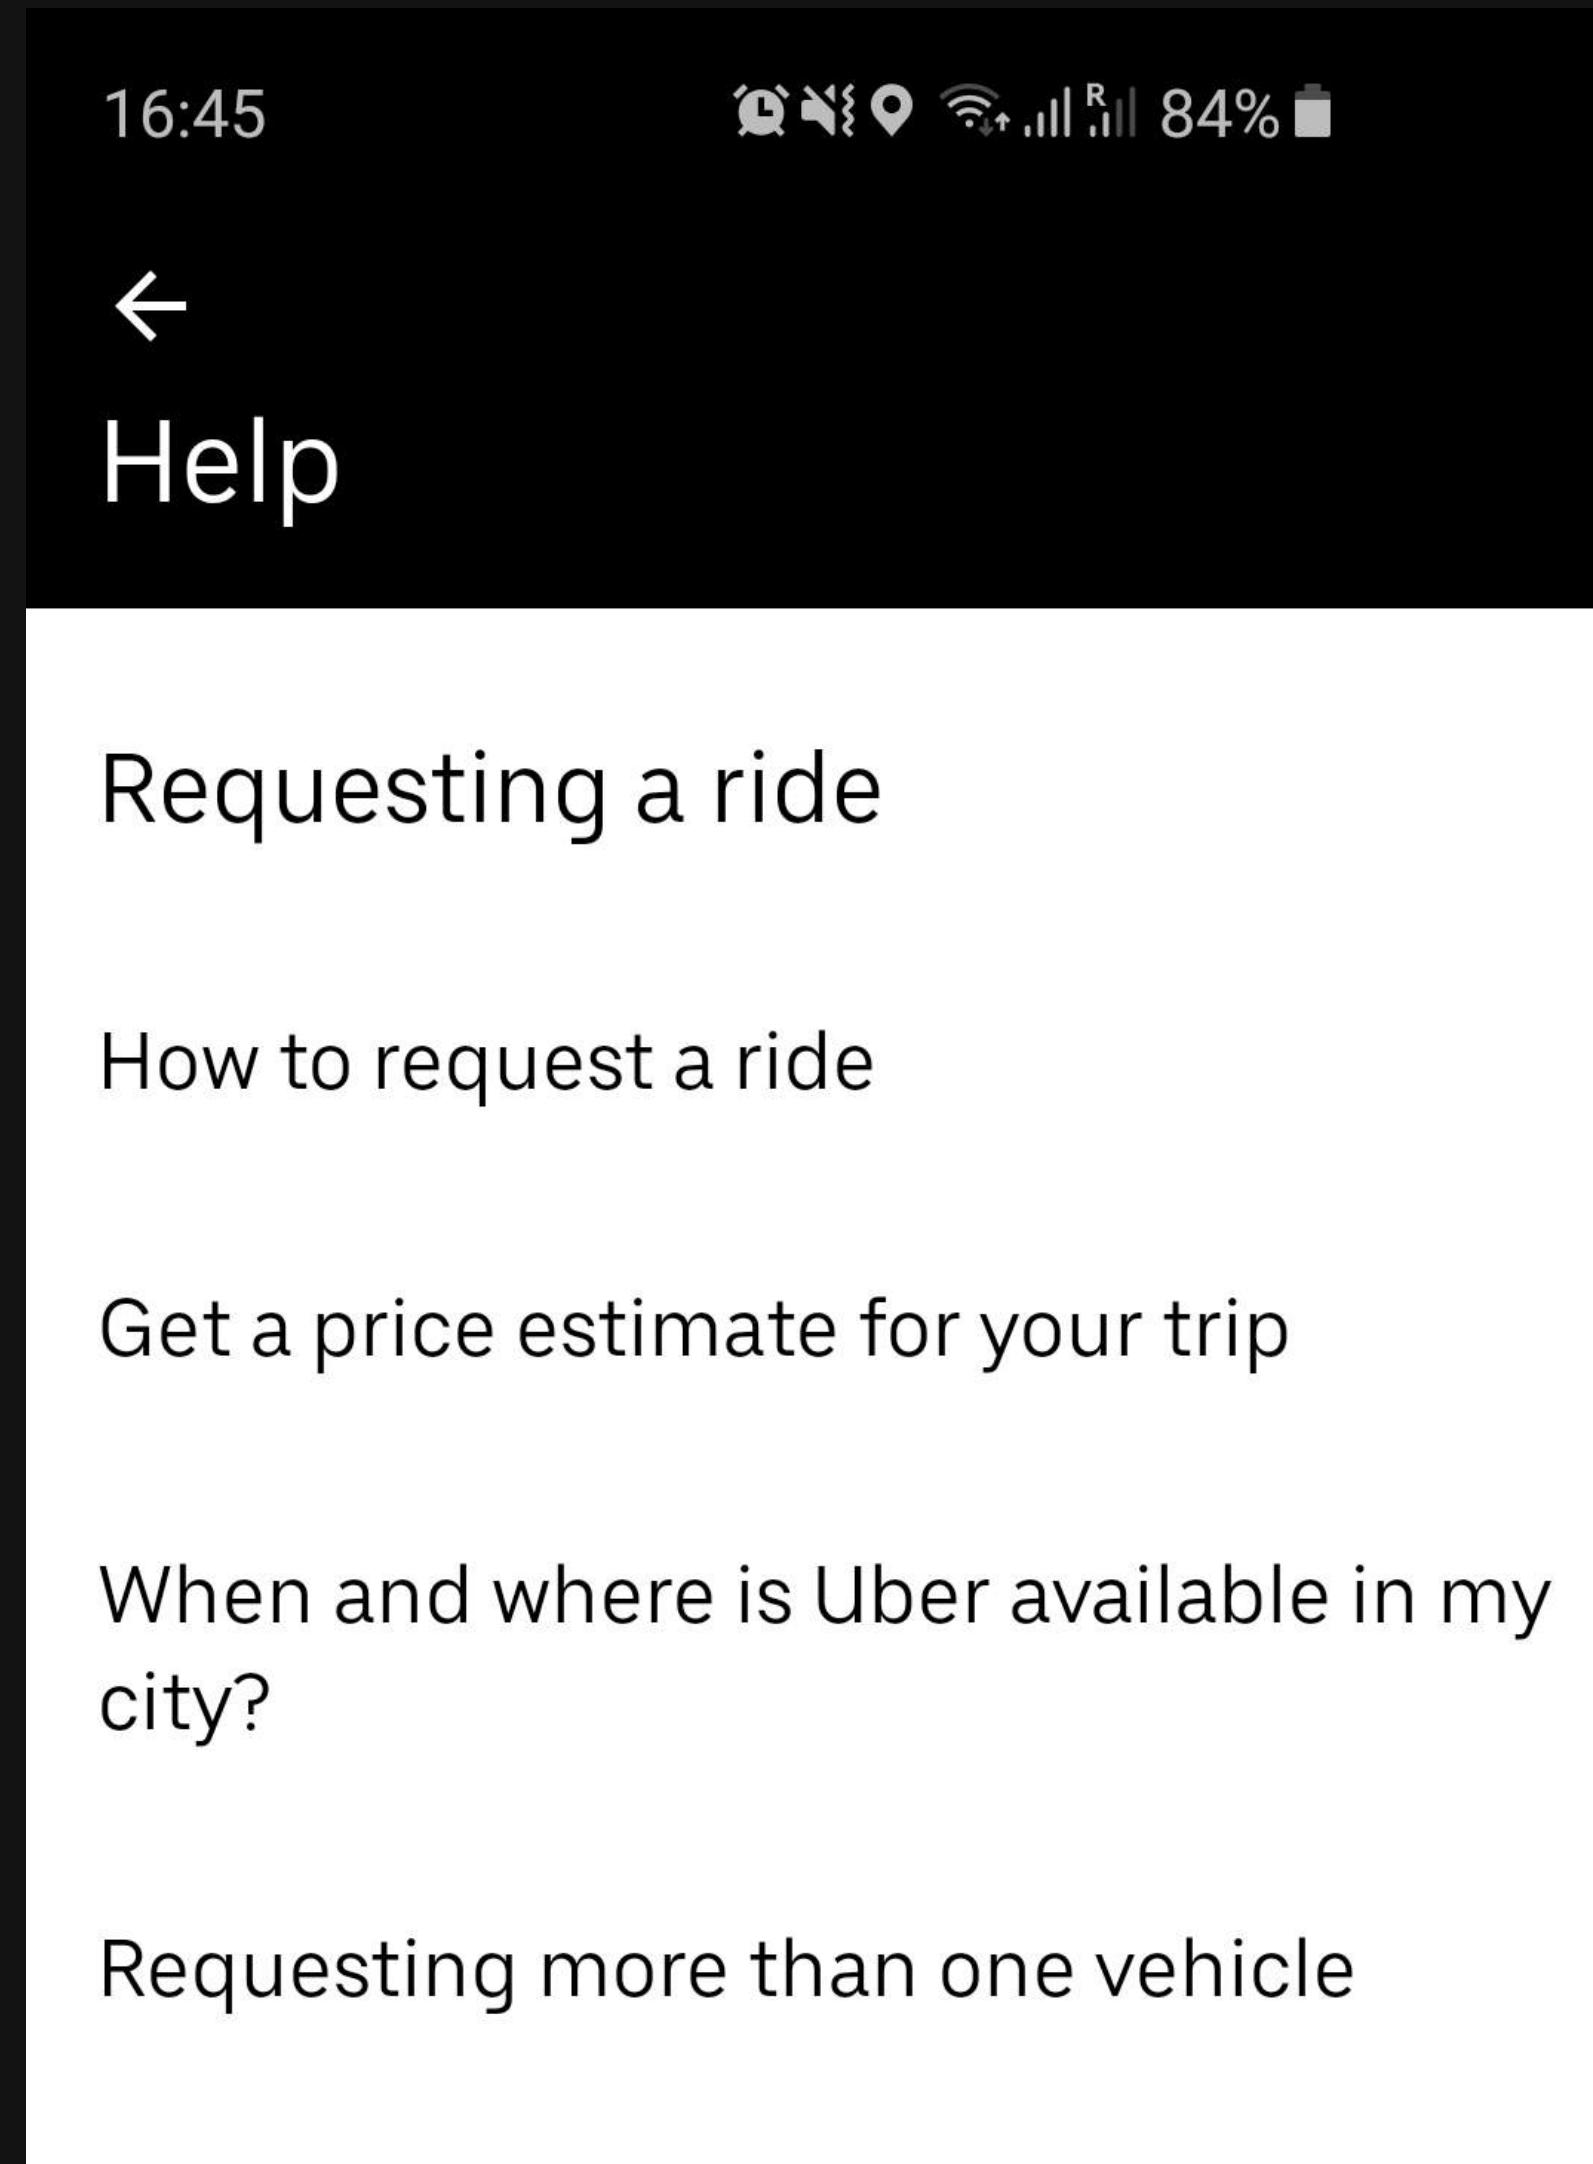 16:45 R 84%
Help
Requesting a ride
How to request a ride
Get a price estimate for your trip
When and where is Uber available in my
city?
Requesting more than one vehicle